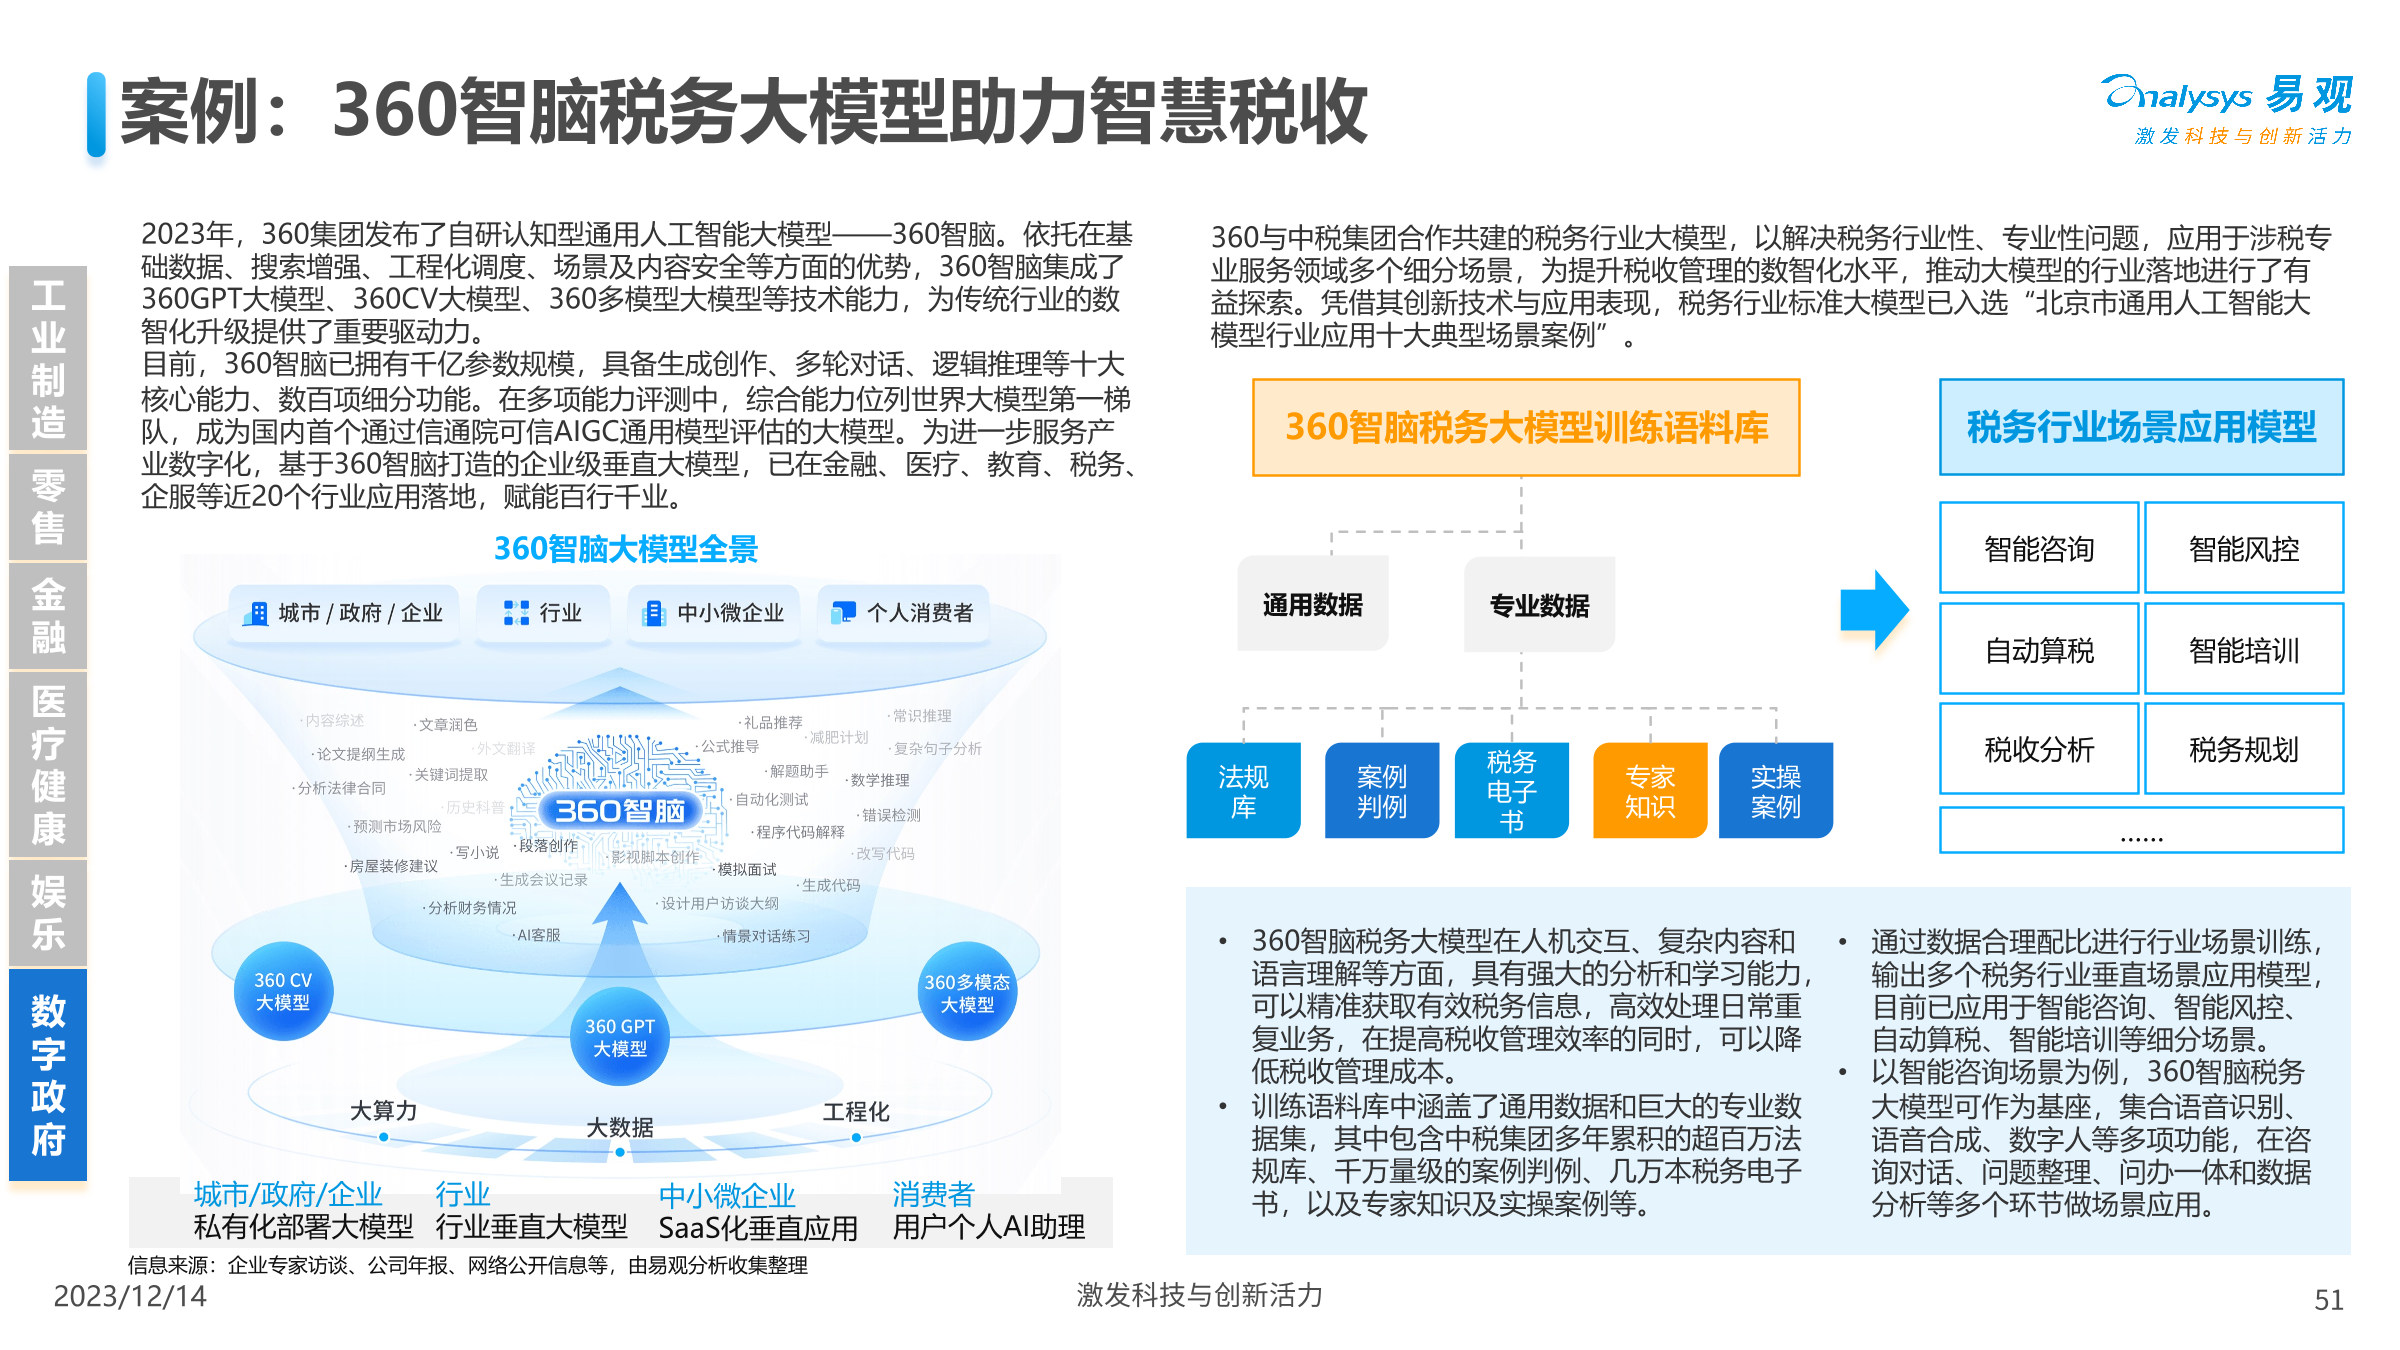 案例：360智脑税务大模型助力智慧税收
analysys 易观
激发科技与创新活力
工业制造
零售
金融
医疗健康
娱乐
数字政府
2023年，360集团发布了自研认知型通用人工智能大模型——360智脑。依托在基
础数据、搜索增强、工程化调度、场景及内容安全等方面的优势，360智脑集成了
360GPT大模型、360CV大模型、360多模型大模型等技术能力，为传统行业的数
智化升级提供了重要驱动力。
目前，360智脑已拥有千亿参数规模，具备生成创作、多轮对话、逻辑推理等十大
核心能力、数百项细分功能。在多项能力评测中，综合能力位列世界大模型第一梯
队，成为国内首个通过信通院可信AIGC通用模型评估的大模型。为进一步服务产
业数字化，基于360智脑打造的企业级垂直大模型，已在金融、医疗、教育、税务、
企服等近20个行业应用落地，赋能百行千业。
360智脑大模型全景
城市 / 政府 / 企业
行业
中小微企业
个人消费者
·内容综述
·文章润色
·礼品推荐
·常识推理
·论文提纲生成
·外文翻译
·公式推导
·减肥计划
·复杂句子分析
·分析法律合同
·关键词提取
·解题助手
·数学推理
·历史科普
360智脑
·自动化测试
·错误检测
·预测市场风险
·程序代码解释
·房屋装修建议
·写小说
·段落创作
·影视脚本创作
·模拟面试
·改写代码
·生成会议记录
·生成代码
·分析财务情况
·设计用户访谈大纲
·AI客服
·情景对话练习
360 CV
大模型
360 GPT
大模型
360多模态
大模型
大算力
大数据
工程化
城市/政府/企业
私有化部署大模型
行业
行业垂直大模型
中小微企业
SaaS化垂直应用
消费者
用户个人AI助理
信息来源：企业专家访谈、公司年报、网络公开信息等，由易观分析收集整理
360与中税集团合作共建的税务行业大模型，以解决税务行业性、专业性问题，应用于涉税专
业服务领域多个细分场景，为提升税收管理的数智化水平，推动大模型的行业落地进行了有
益探索。凭借其创新技术与应用表现，税务行业标准大模型已入选“北京市通用人工智能大
模型行业应用十大典型场景案例”。
360智脑税务大模型训练语料库
通用数据
专业数据
法规
库
案例
判例
税务
电子
书
专家
知识
实操
案例
税务行业场景应用模型
智能咨询
智能风控
自动算税
智能培训
税收分析
税务规划
……
• 360智脑税务大模型在人机交互、复杂内容和
语言理解等方面，具有强大的分析和学习能力，
可以精准获取有效税务信息，高效处理日常重
复业务，在提高税收管理效率的同时，可以降
低税收管理成本。
• 训练语料库中涵盖了通用数据和巨大的专业数
据集，其中包含中税集团多年累积的超百万法
规库、千万量级的案例判例、几万本税务电子
书，以及专家知识及实操案例等。
• 通过数据合理配比进行行业场景训练，
输出多个税务行业垂直场景应用模型，
目前已应用于智能咨询、智能风控、
自动算税、智能培训等细分场景。
• 以智能咨询场景为例，360智脑税务
大模型可作为基座，集合语音识别、
语音合成、数字人等多项功能，在咨
询对话、问题整理、问办一体和数据
分析等多个环节做场景应用。
2023/12/14
激发科技与创新活力
51